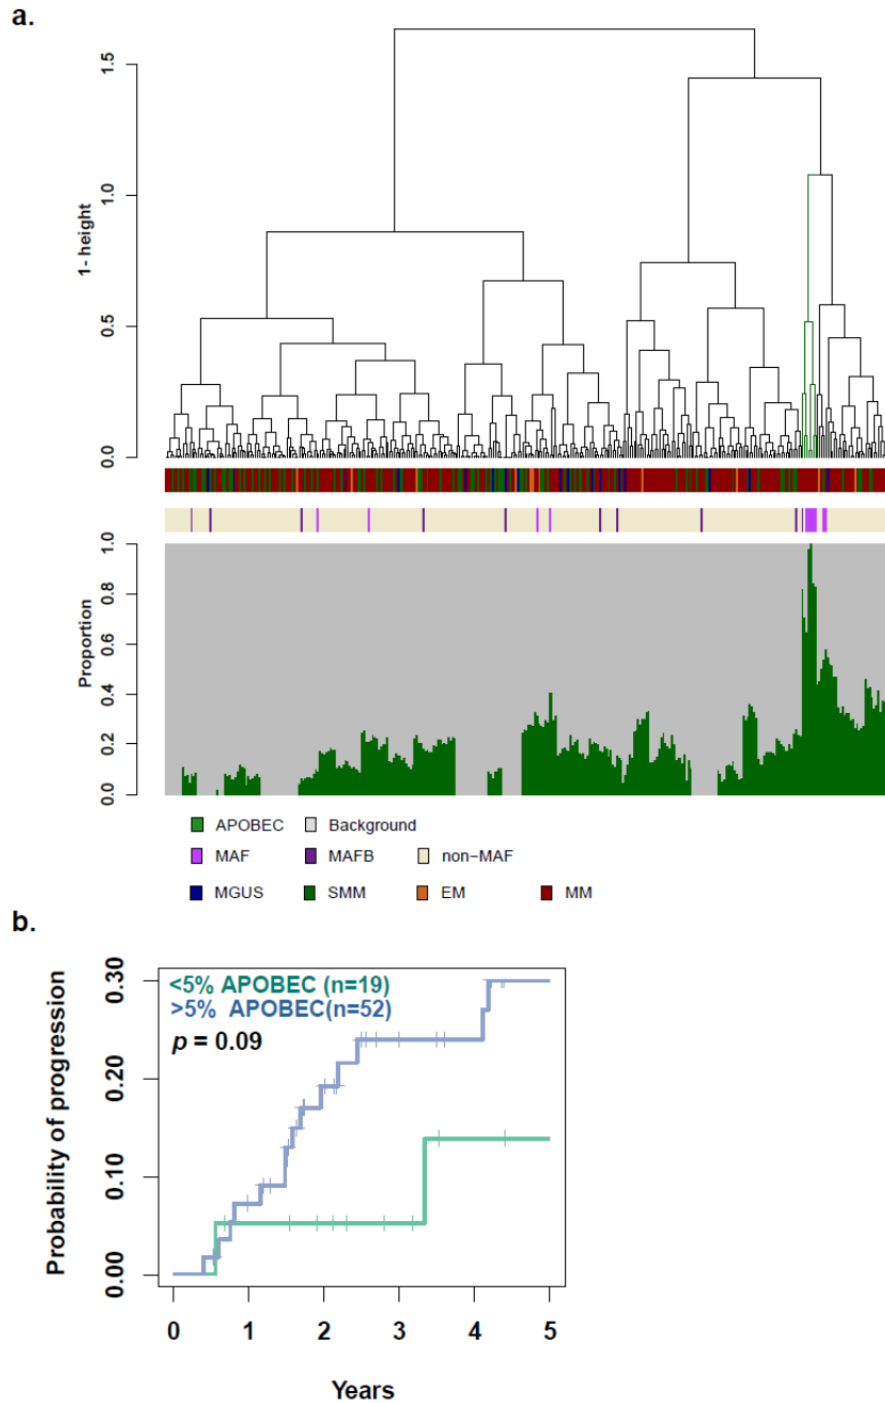 a.
1- height
1.5
1.0
0.5
0.0
Proportion
1.0
0.8
0.6
0.4
0.2
0.0
APOBEC Background
MAF MAFB non-MAF
MGUS SMM EM MM
b.
Probability of progression
0.30
0.20
0.10
0.00
<5% APOBEC (n=19)
>5% APOBEC(n=52)
p = 0.09
0 1 2 3 4 5
Years